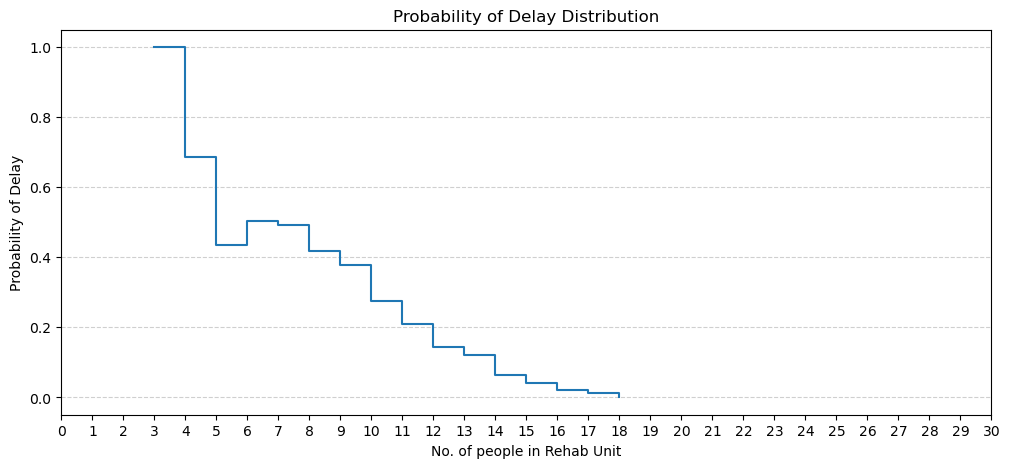 Probability of Delay Distribution
Probability of Delay
1.0
0.8
0.6
0.4
0.2
0.0
0 1 2 3 4 5 6 7 8 9 10 11 12 13 14 15 16 17 18 19 20 21 22 23 24 25 26 27 28 29 30
No. of people in Rehab Unit